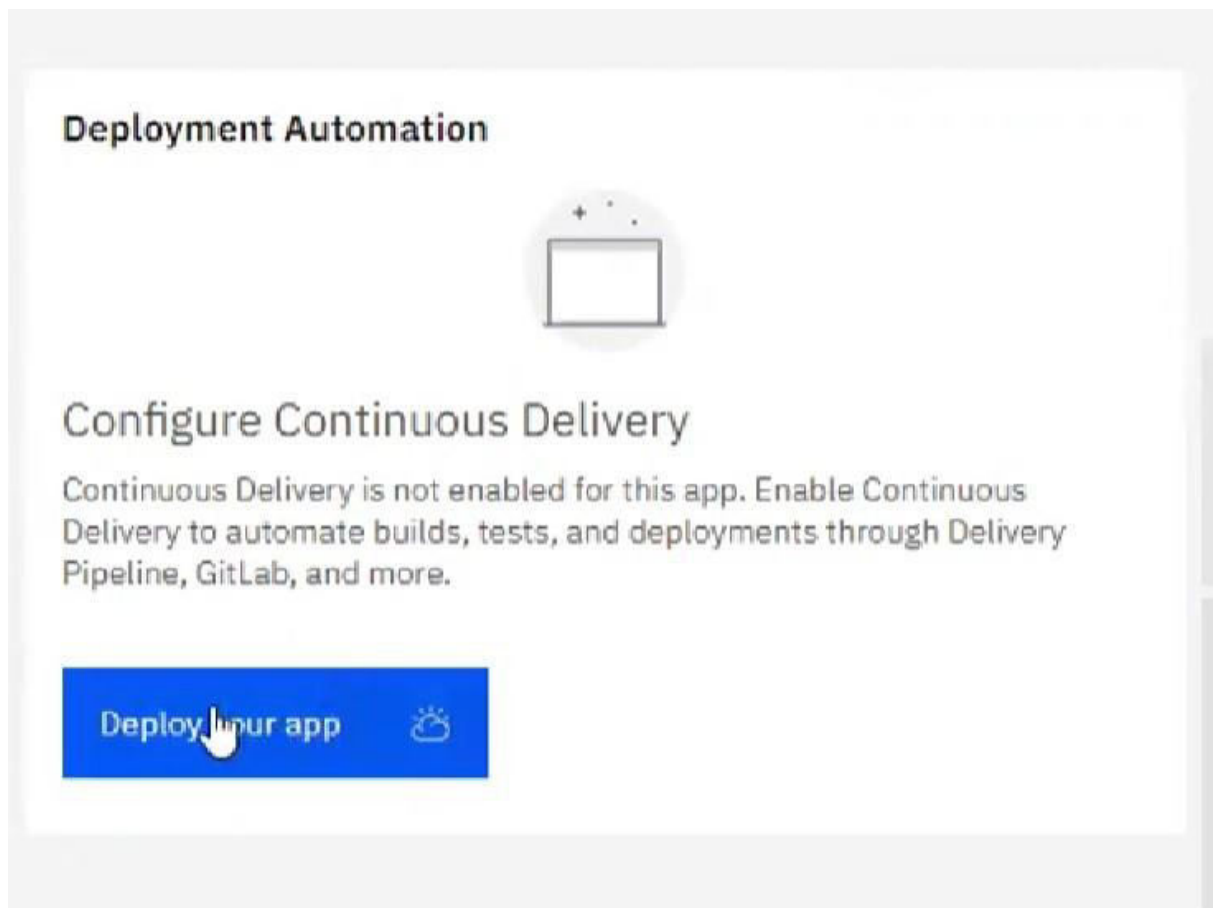 Deployment Automation
Configure Continuous Delivery
Continuous Delivery is not enabled for this app. Enable Continuous
Delivery to automate builds, tests, and deployments through Delivery
Pipeline, GitLab, and more.
Deploy your app